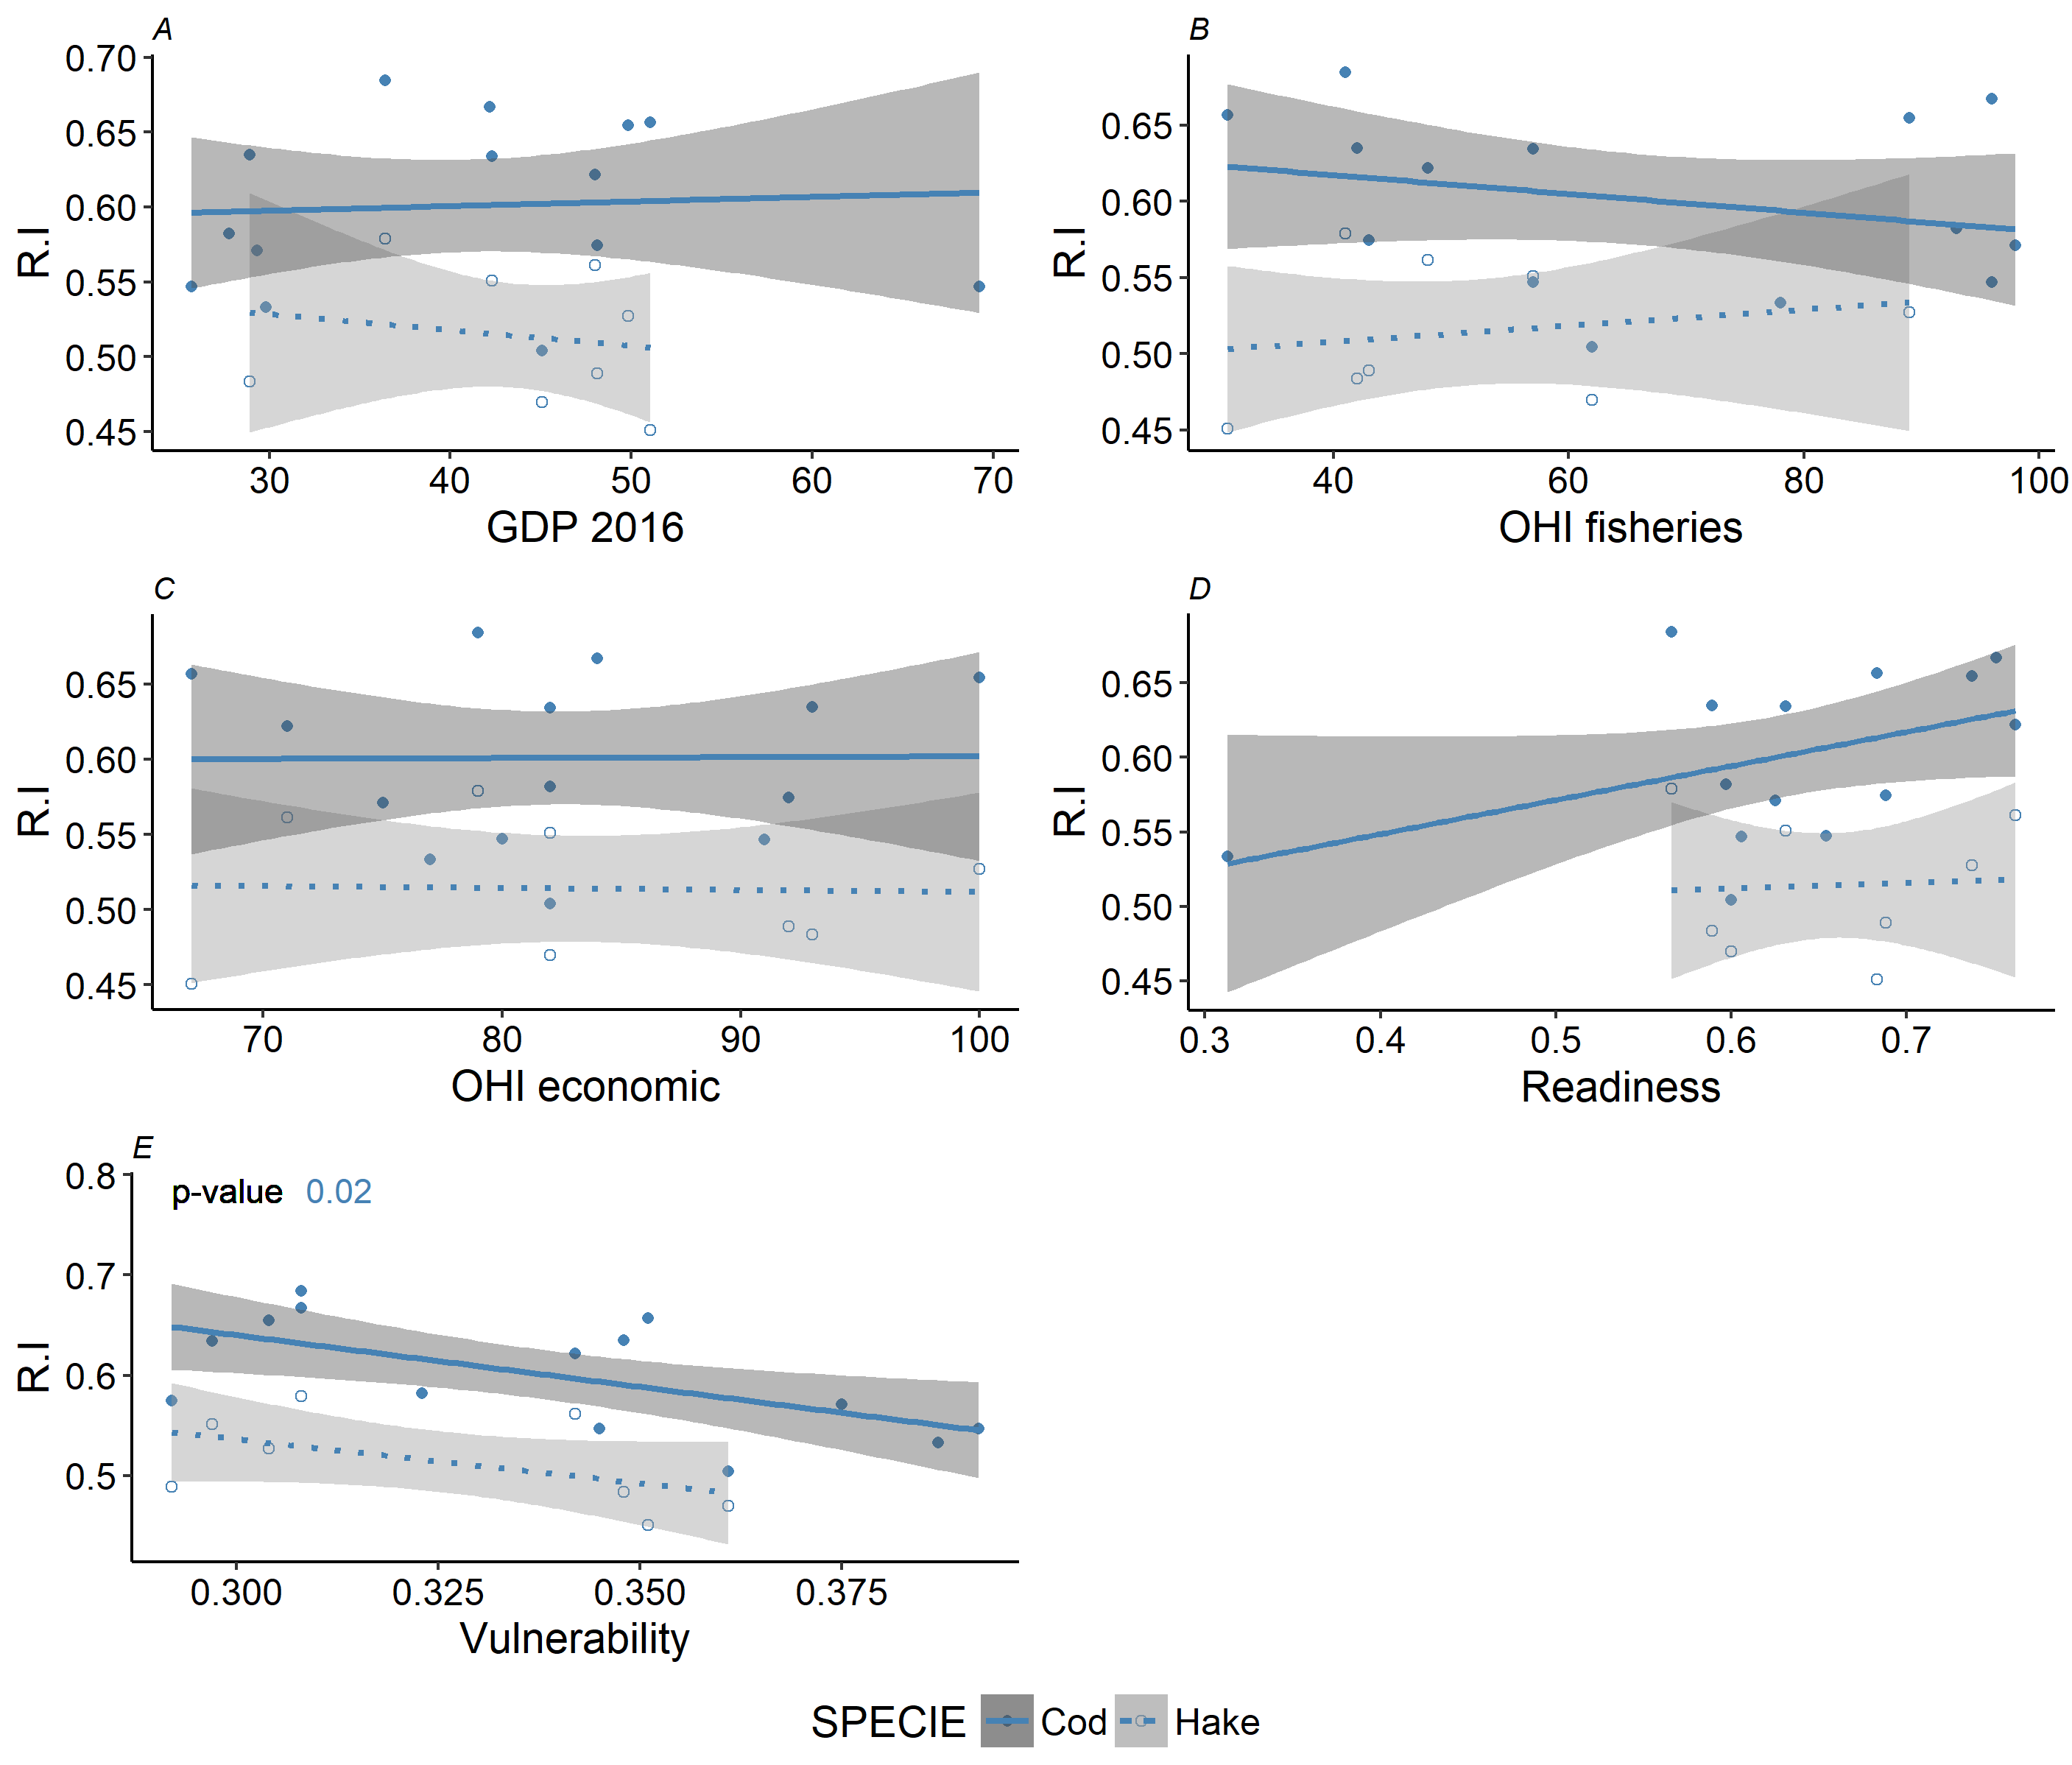 A
0.70
0.65
0.60
0.55
0.50
0.45
R.I
30 40 50 60 70
GDP 2016
B
0.65
0.60
0.55
0.50
0.45
R.I
40 60 80 100
OHI fisheries
C
0.65
0.60
0.55
0.50
0.45
R.I
70 80 90 100
OHI economic
D
0.65
0.60
0.55
0.50
0.45
R.I
0.3 0.4 0.5 0.6 0.7
Readiness
E
p-value 0.02
0.8
0.7
0.6
0.5
R.I
0.300 0.325 0.350 0.375
Vulnerability
SPECIE Cod Hake